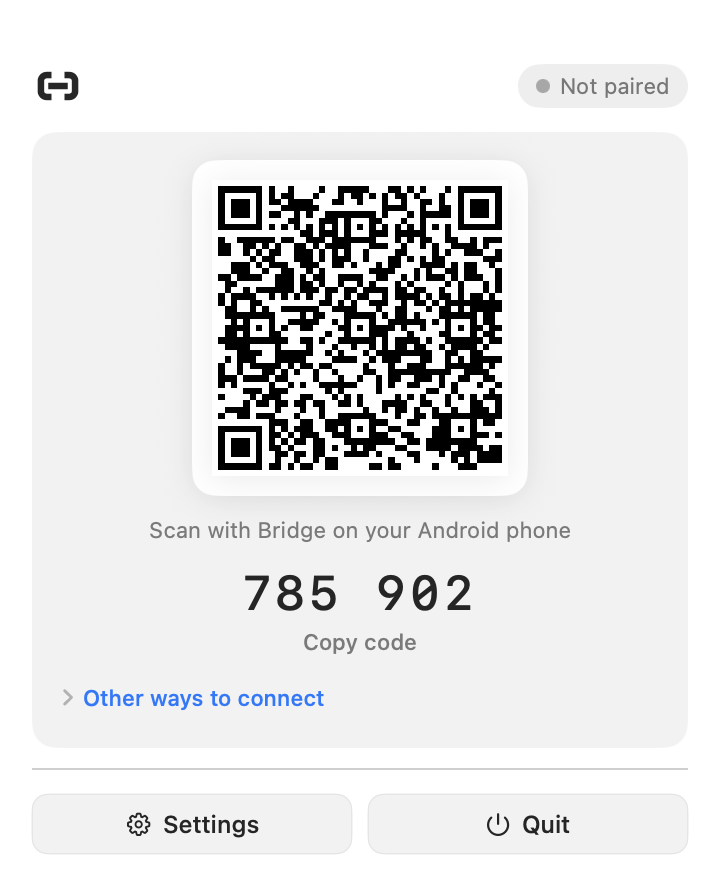 Not paired
Scan with Bridge on your Android phone
785 902
Copy code
Other ways to connect
Settings
Quit